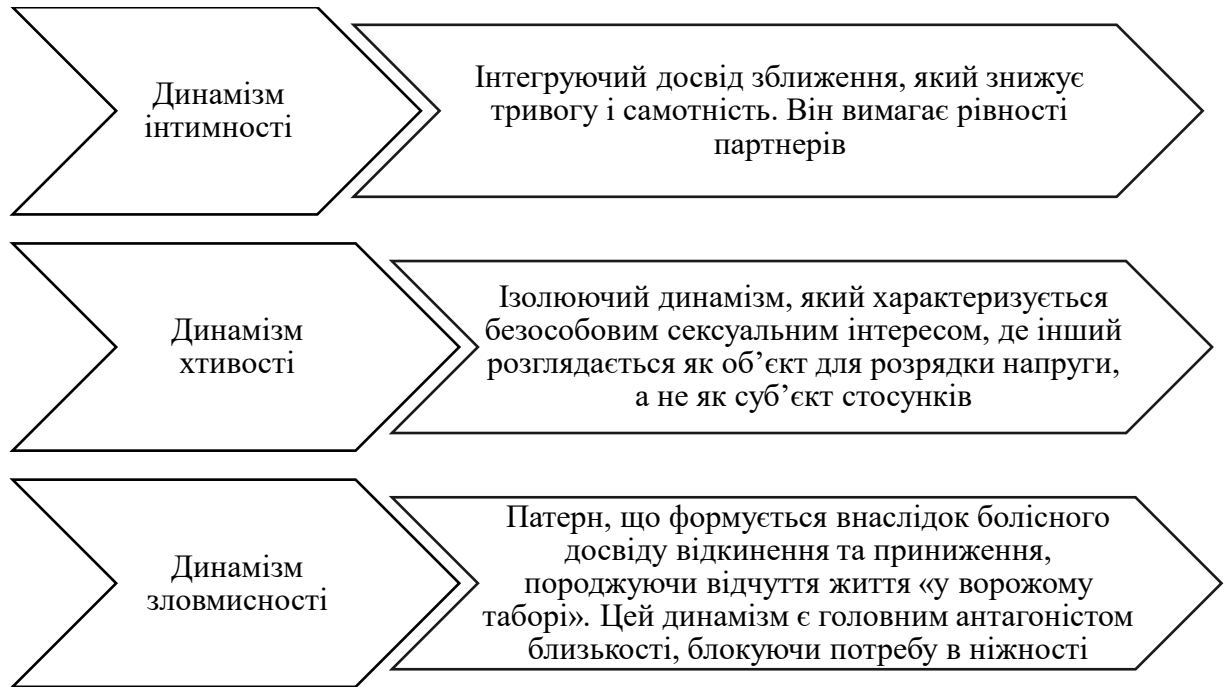 Динамізм
інтимності
Інтегруючий досвід зближення, який знижує
тривогу і самотність. Він вимагає рівності
партнерів
Динамізм
хтивості
Ізолюючий динамізм, який характеризується
безособовим сексуальним інтересом, де інший
розглядається як об’єкт для розрядки напруги,
а не як суб’єкт стосунків
Динамізм
зловмисності
Патерн, що формується внаслідок болісного
досвіду відкинення та приниження,
породжуючи відчуття життя «у ворожому
таборі». Цей динамізм є головним антагоністом
близькості, блокуючи потребу в ніжності